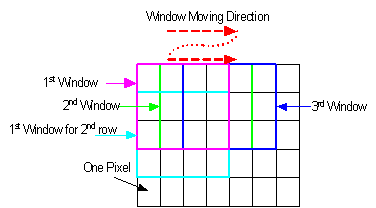 Window Moving Direction
1st Window
2nd Window
3rd Window
1st Window for 2nd row
One Pixel